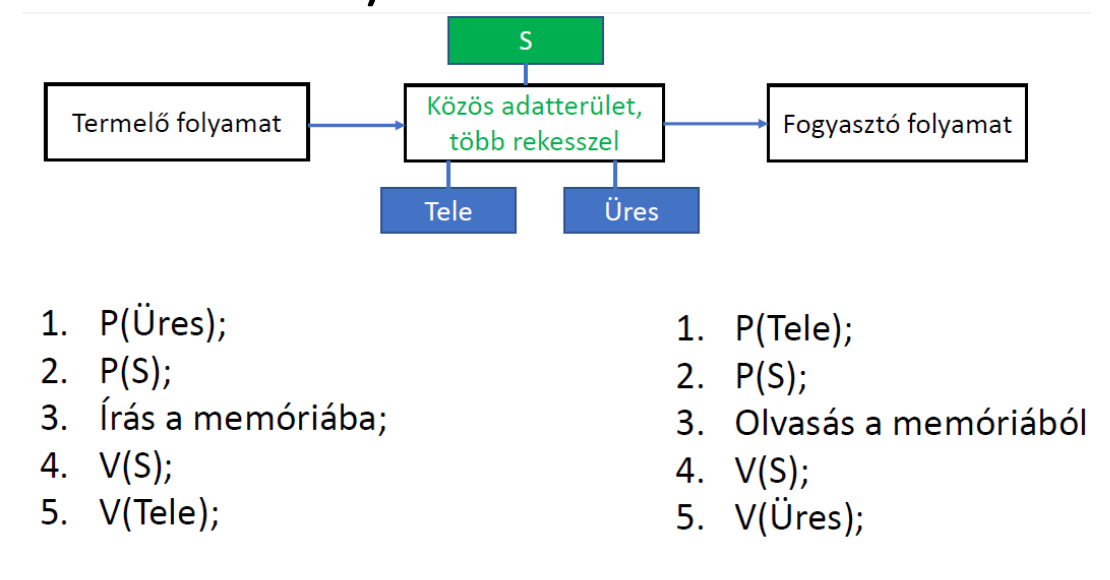 S
Termelő folyamat
Közös adatterület,
több rekesszel
Fogyasztó folyamat
Tele
Üres
1. P(Üres);
2. P(S);
3. Írás a memóriába;
4. V(S);
5. V(Tele);
1. P(Tele);
2. P(S);
3. Olvasás a memóriából
4. V(S);
5. V(Üres);